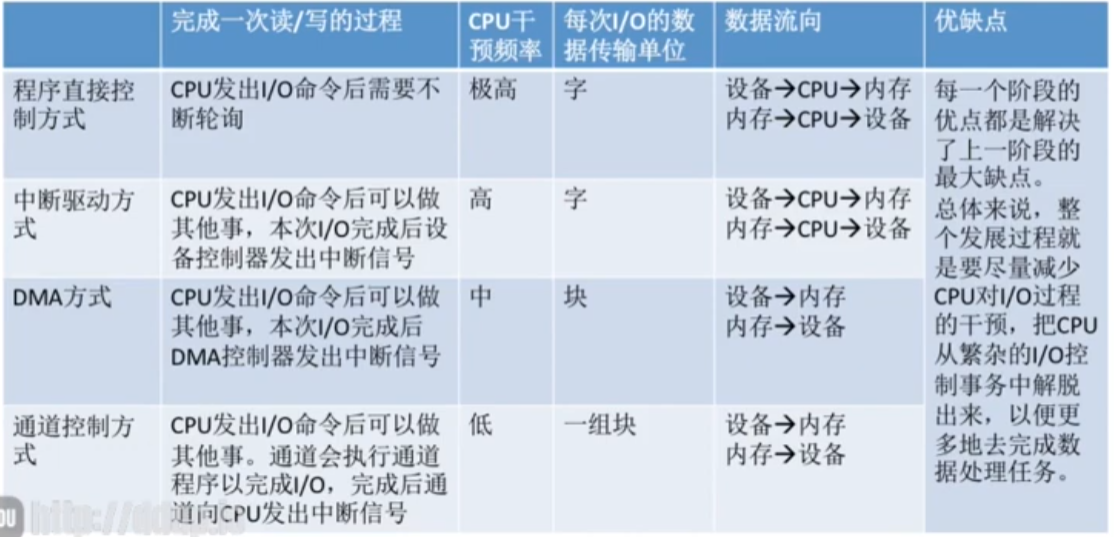 完成一次读/写的过程
CPU干
预频率
每次I/O的数
据传输单位
数据流向
优缺点
程序直接控
制方式
CPU发出I/O命令后需要不
断轮询
极高
字
设备→CPU→内存
内存→CPU→设备
每一个阶段的
优点都是解决
了上一阶段的
最大缺点。
总体来说，整
个发展过程就
是要尽量减少
CPU对I/O过程
的干预，把CPU
从繁杂的I/O控
制事务中解脱
出来，以便更
多地去完成数
据处理任务。
中断驱动方
式
CPU发出I/O命令后可以做
其他事，本次I/O完成后设
备控制器发出中断信号
高
字
设备→CPU→内存
内存→CPU→设备
DMA方式
CPU发出I/O命令后可以做
其他事，本次I/O完成后
DMA控制器发出中断信号
中
块
设备→内存
内存→设备
通道控制方
式
CPU发出I/O命令后可以做
其他事。通道会执行通道
程序以完成I/O，完成后通
道向CPU发出中断信号
低
一组块
设备→内存
内存→设备